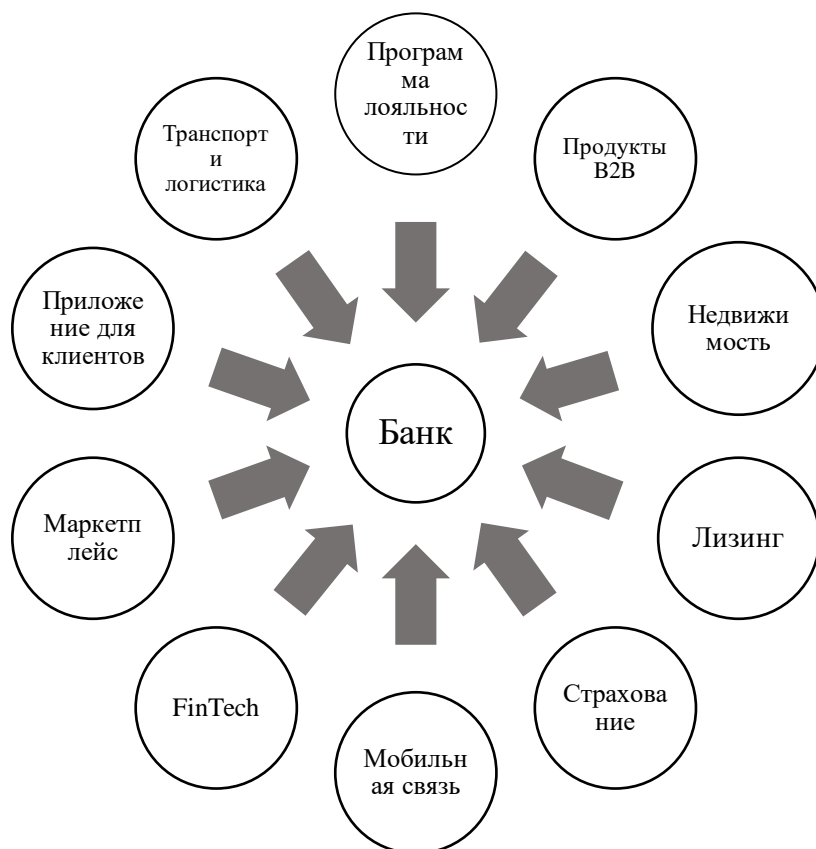 Програм
ма
лояльнос
ти
Продукты
B2B
Недвижи
мость
Лизинг
Страхова
ние
Мобильн
ая связь
FinTech
Маркетп
лейс
Приложе
ние для
клиентов
Транспорт
и
логистика
Банк